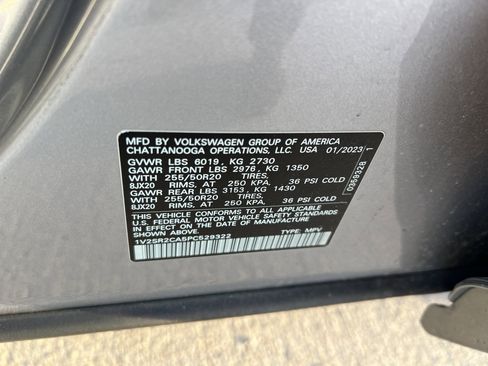 MFD. BY VOLKSWAGEN GROUP OF AMERICA
CHATTANOOGA OPERATIONS, LLC. USA 01/2023 1
GVWR LBS 6019, KG 2730
GAWR FRONT LBS 2976, KG 1350
WITH 255/50R20 TIRES,
8JX20 RIMS, AT 250 KPA, 36 PSI COLD
GAWR REAR LBS 3153, KG 1430
WITH 255/50R20 TIRES,
8JX20 RIMS, AT 250 KPA, 36 PSI COLD
THIS VEHICLE CONFORMS TO ALL APPLICABLE
U.S. FEDERAL MOTOR VEHICLE SAFETY STANDARDS
IN EFFECT ON THE DATE OF MANUFACTURE
SHOWN ABOVE.
1V2SR2CA5PC529322 TYPE: MPV
0369328